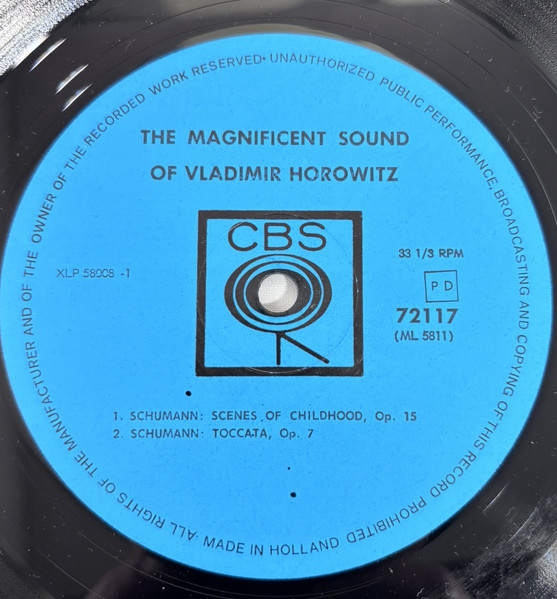 THE MAGNIFICENT SOUND
OF VLADIMIR HOROWITZ
CBS
XLP 58008 -1
33 1/3 RPM
P D
72117
(ML 5811)
1. SCHUMANN: SCENES OF CHILDHOOD, Op. 15
2. SCHUMANN: TOCCATA, Op. 7
ALL RIGHTS OF THE MANUFACTURER AND OF THE OWNER OF THE RECORDED WORK RESERVED • UNAUTHORIZED PUBLIC PERFORMANCE, BROADCASTING AND COPYING OF THIS RECORD PROHIBITED
MADE IN HOLLAND